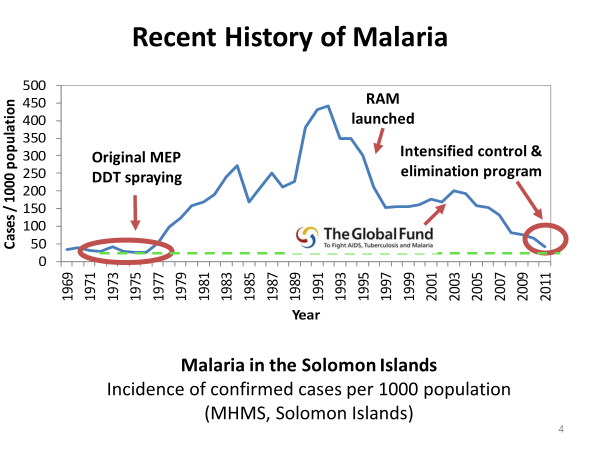 Recent History of Malaria
Cases / 1000 population
500
450
400
350
300
250
200
150
100
50
0
RAM
launched
Original MEP
DDT spraying
Intensified control &
elimination program
The Global Fund
To Fight AIDS, Tuberculosis and Malaria
1969
1971
1973
1975
1977
1979
1981
1983
1985
1987
1989
1991
1993
1995
1997
1999
2001
2003
2005
2007
2009
2011
Year
Malaria in the Solomon Islands
Incidence of confirmed cases per 1000 population
(MHMS, Solomon Islands)
4